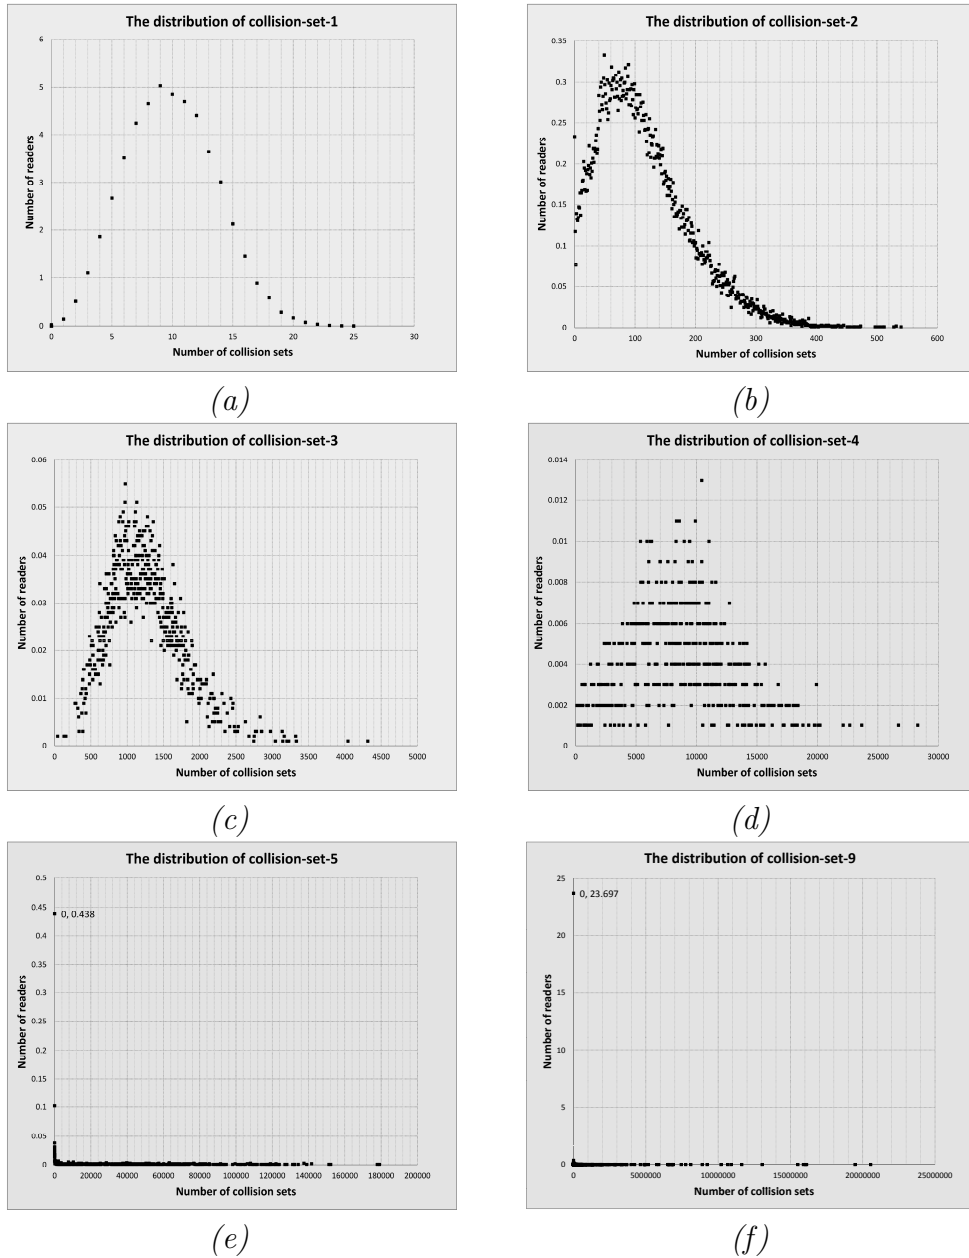 The distribution of collision-set-1
6
5
4
3
2
1
0
Number of readers
0 5 10 15 20 25 30
Number of collision sets
(a)
The distribution of collision-set-2
0.35
0.3
0.25
0.2
0.15
0.1
0.05
0
Number of readers
0 100 200 300 400 500 600
Number of collision sets
(b)
The distribution of collision-set-3
0.06
0.05
0.04
0.03
0.02
0.01
0
Number of readers
0 500 1000 1500 2000 2500 3000 3500 4000 4500 5000
Number of collision sets
(c)
The distribution of collision-set-4
0.014
0.012
0.01
0.008
0.006
0.004
0.002
0
Number of readers
0 5000 10000 15000 20000 25000 30000
Number of collision sets
(d)
The distribution of collision-set-5
0.5
0.45
0, 0.438
0.4
0.35
0.3
0.25
0.2
0.15
0.1
0.05
0
Number of readers
0 20000 40000 60000 80000 100000 120000 140000 160000 180000 200000
Number of collision sets
(e)
The distribution of collision-set-9
25
0, 23.697
20
15
10
5
0
Number of readers
0 5000000 10000000 15000000 20000000 25000000
Number of collision sets
(f)